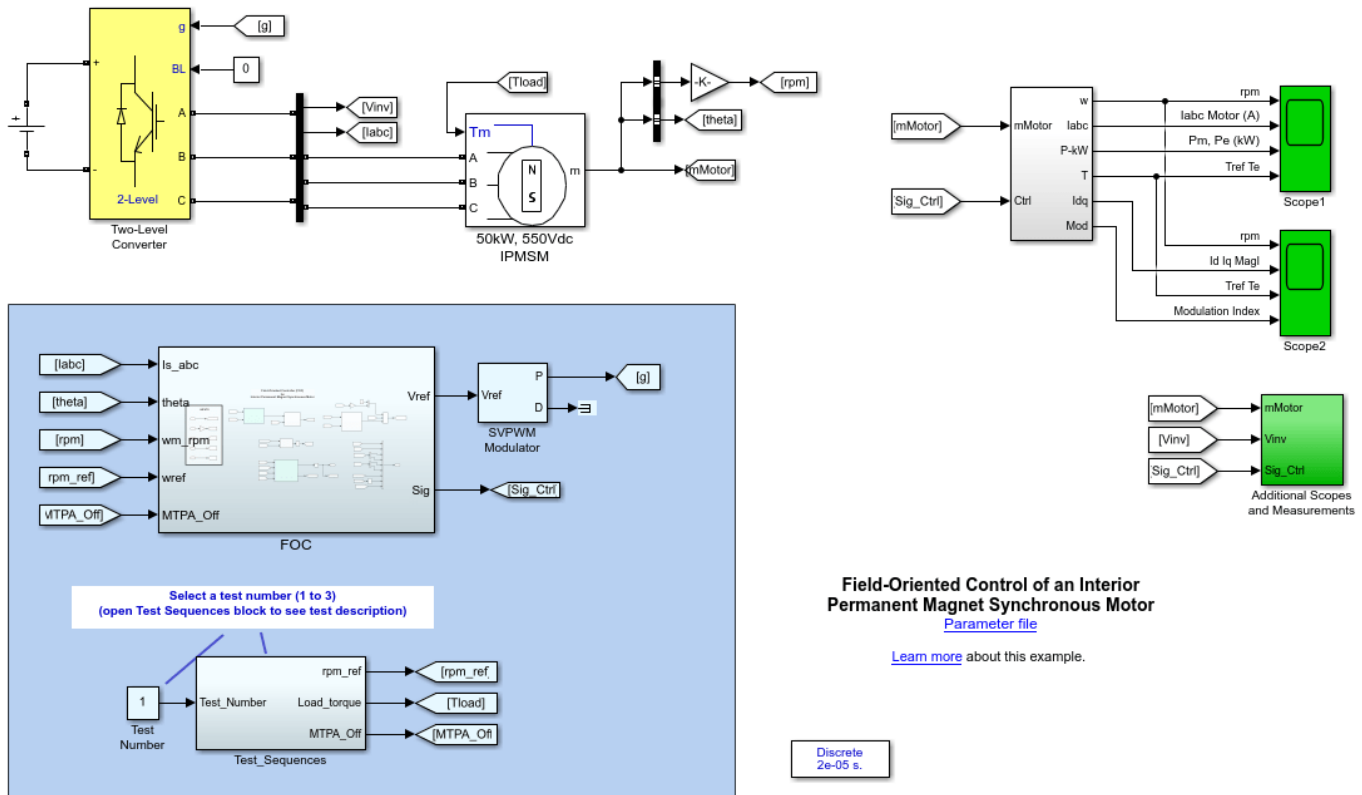 g
[g]
BL
0
+
-
A
B
C
2-Level
Two-Level
Converter
+
[Vinv]
[Iabc]
[Tload]
Tm
A
B
C
N
S
m
50kW, 550Vdc
IPMSM
-K-
[rpm]
[theta]
[mMotor]
[mMotor]
Sig_Ctrl]
mMotor
Ctrl
w
Iabc
P-kW
T
Idq
Mod
rpm
Iabc Motor (A)
Pm, Pe (kW)
Tref Te
Scope1
rpm
Id Iq MagI
Tref Te
Modulation Index
Scope2
[Iabc]
[theta]
[rpm]
rpm_ref]
MTPA_Off]
Is_abc
theta
wm_rpm
wref
MTPA_Off
Vref
Sig
FOC
Vref
P
D
SVPWM
Modulator
[g]
[Sig_Ctrl
[mMotor]
[Vinv]
[Sig_Ctrl]
mMotor
Vinv
Sig_Ctrl
Additional Scopes
and Measurements
Select a test number (1 to 3)
(open Test Sequences block to see test description)
1
Test
Number
Test_Number
rpm_ref
Load_torque
MTPA_Off
Test_Sequences
[rpm_ref
[Tload]
[MTPA_Off
Field-Oriented Control of an Interior
Permanent Magnet Synchronous Motor
Parameter file
Learn more about this example.
Discrete
2e-05 s.